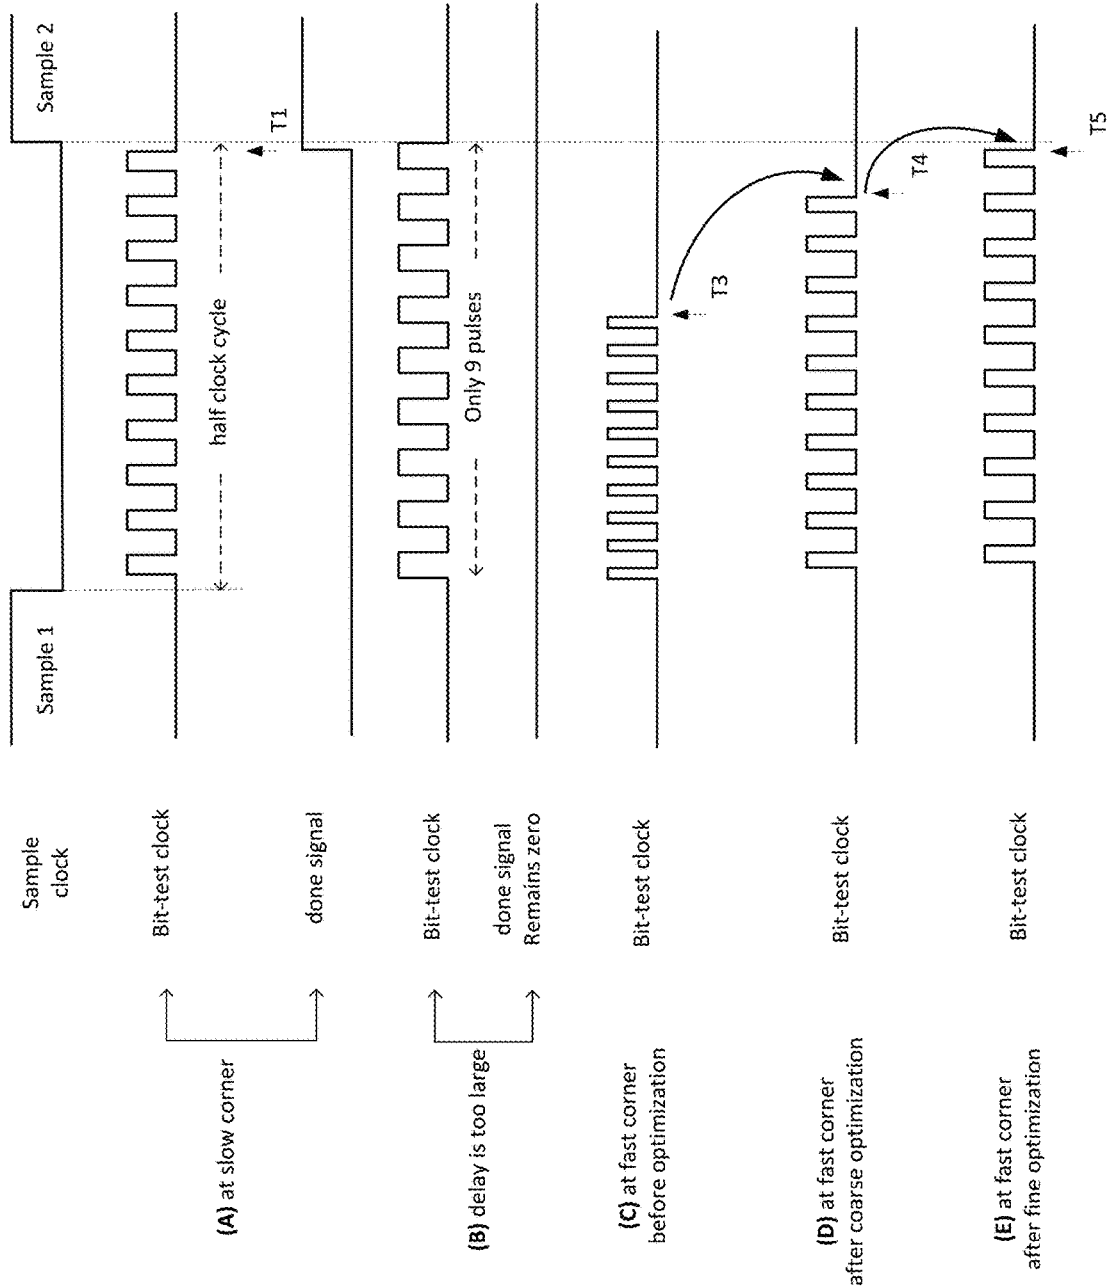 Sample
clock
Sample 1
Sample 2
(A) at slow corner
Bit-test clock
half clock cycle
T1
done signal
(B) delay is too large
Bit-test clock
Only 9 pulses
done signal
Remains zero
(C) at fast corner
before optimization
Bit-test clock
T3
(D) at fast corner
after coarse optimization
Bit-test clock
T4
(E) at fast corner
after fine optimization
Bit-test clock
T5